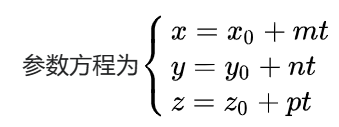 x = x₀ + mt
参数方程为{ y = y₀ + nt
z = z₀ + pt